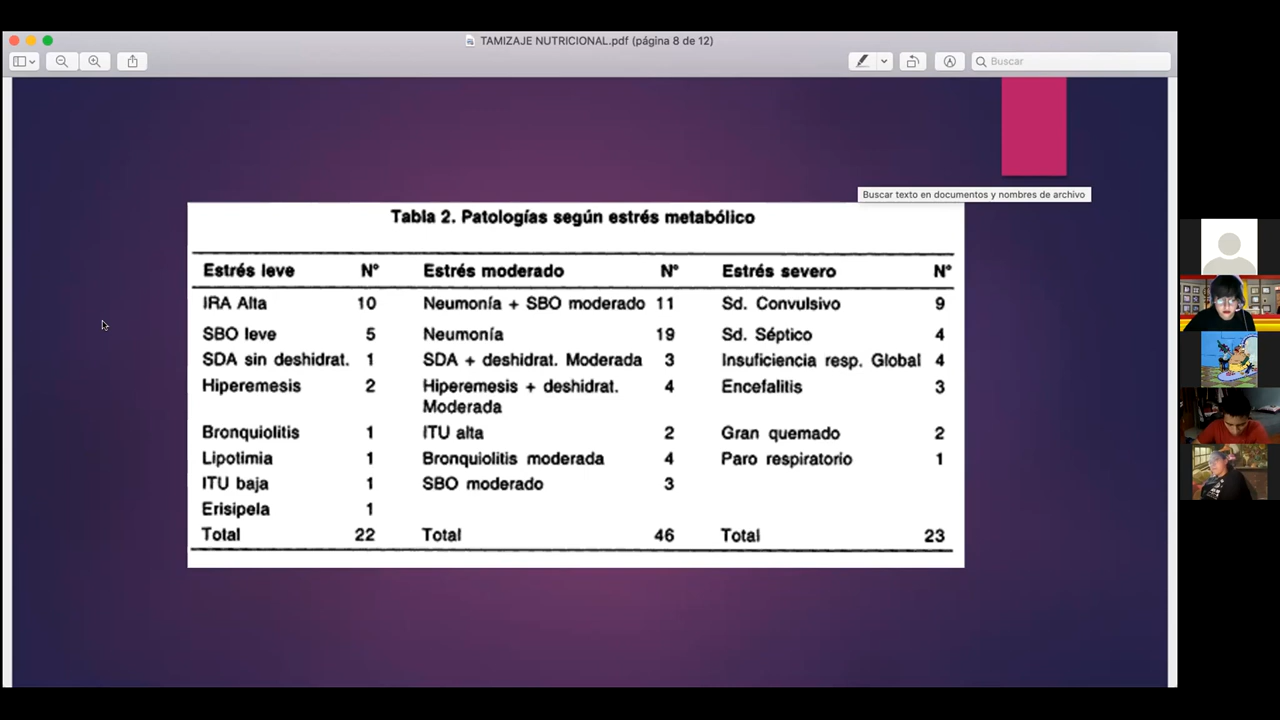 TAMIZAJE NUTRICIONAL.pdf (página 8 de 12)
Buscar
Buscar texto en documentos y nombres de archivo
Tabla 2. Patologías según estrés metabólico
Estrés leve Nº Estrés moderado Nº Estrés severo Nº
IRA Alta 10 Neumonía + SBO moderado 11 Sd. Convulsivo 9
SBO leve 5 Neumonía 19 Sd. Séptico 4
SDA sin deshidrat. 1 SDA + deshidrat. Moderada 3 Insuficiencia resp. Global 4
Hiperemesis 2 Hiperemesis + deshidrat. 4 Encefalitis 3
Moderada
Bronquiolitis 1 ITU alta 2 Gran quemado 2
Lipotimia 1 Bronquiolitis moderada 4 Paro respiratorio 1
ITU baja 1 SBO moderado 3
Erisipela 1
Total 22 Total 46 Total 23